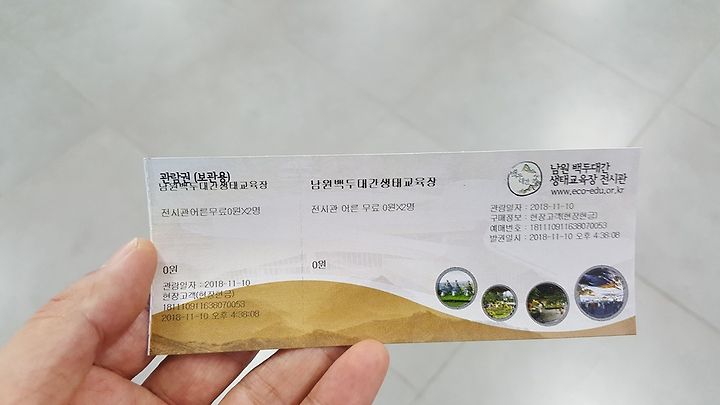 관람권 (보관용)
남원백두대간생태교육장
전시관어른무료0원X2명
0원
관람일자 : 2018-11-10
현장고객(현장현금)
181110911638070053
2018-11-10 오후 4:38:08
남원백두대간생태교육장
전시관 어른 무료 0원X2명
0원
남원 백두대간
생태교육장 전시관
www.eco-edu.or.kr
관람일자 : 2018-11-10
구매정보 : 현장고객(현장현금)
예매번호 : 181110911638070053
발권일시 : 2018-11-10 오후 4:38:08